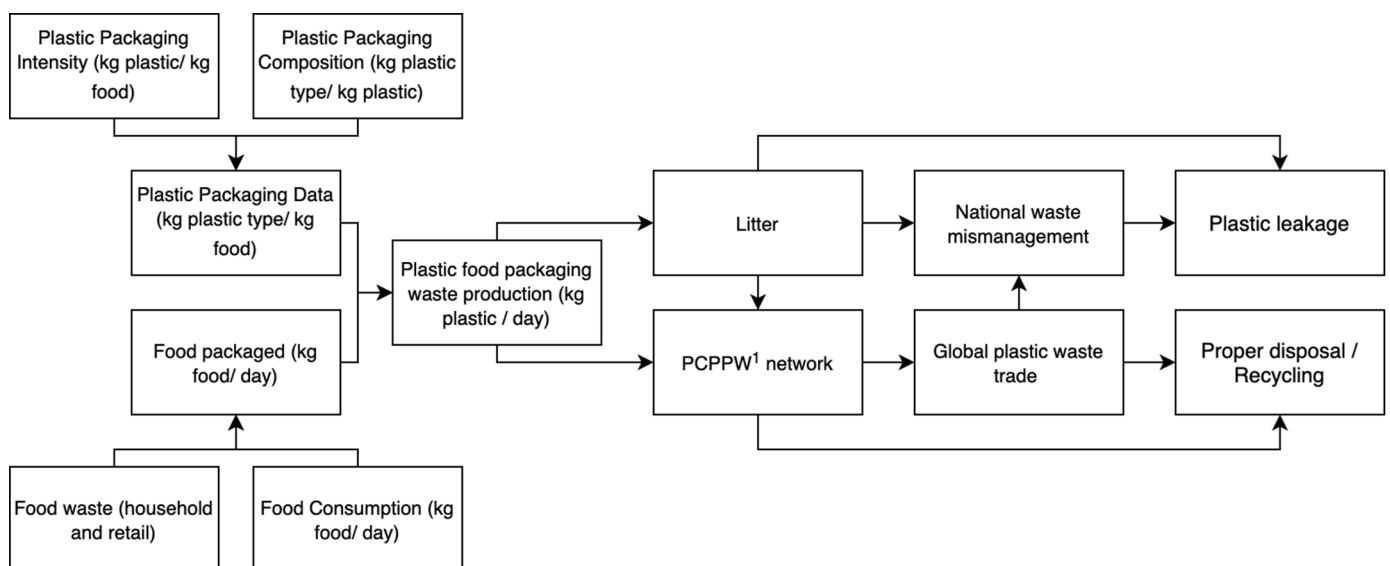 Plastic Packaging
Intensity (kg plastic/ kg
food)
Plastic Packaging
Composition (kg plastic
type/ kg plastic)
Plastic Packaging Data
(kg plastic type/ kg
food)
Food packaged (kg
food/ day)
Food waste (household
and retail)
Food Consumption (kg
food/ day)
Plastic food packaging
waste production (kg
plastic / day)
Litter
PCPPW¹ network
National waste
mismanagement
Global plastic waste
trade
Plastic leakage
Proper disposal /
Recycling